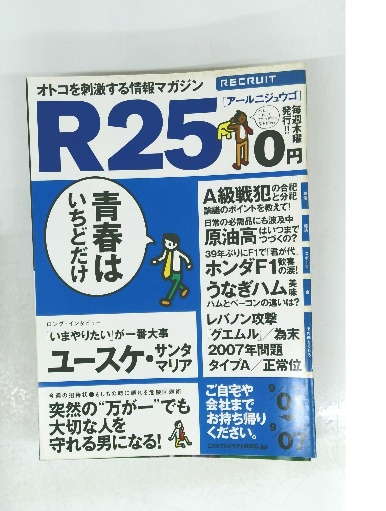 オトコを刺激する情報マガジン
RECRUIT
R25
[アールニジュウゴ]
毎週木曜
発行!!
0円
青春は
いちどだけ
A級戦犯の合祀
と分祀
論議のポイントを教えて!
日常の必需品にも波及中
原油高はいつまで
つづくの?
39年ぶりにF1で「君が代」
ホンダF1歓喜
の涙!
うなぎハム美味
ハムとベーコンの違いは?
レバノン攻撃
「グエムル」/為末
2007年問題
タイプA/正常位
ロング・インタビュー
「いまやりたい!」が一番大事
ユースケ・サンタ
マリア
突然の“万が一”でも
大切な人を
守れる男になる!
ご自宅や
会社まで
お持ち帰り
ください。